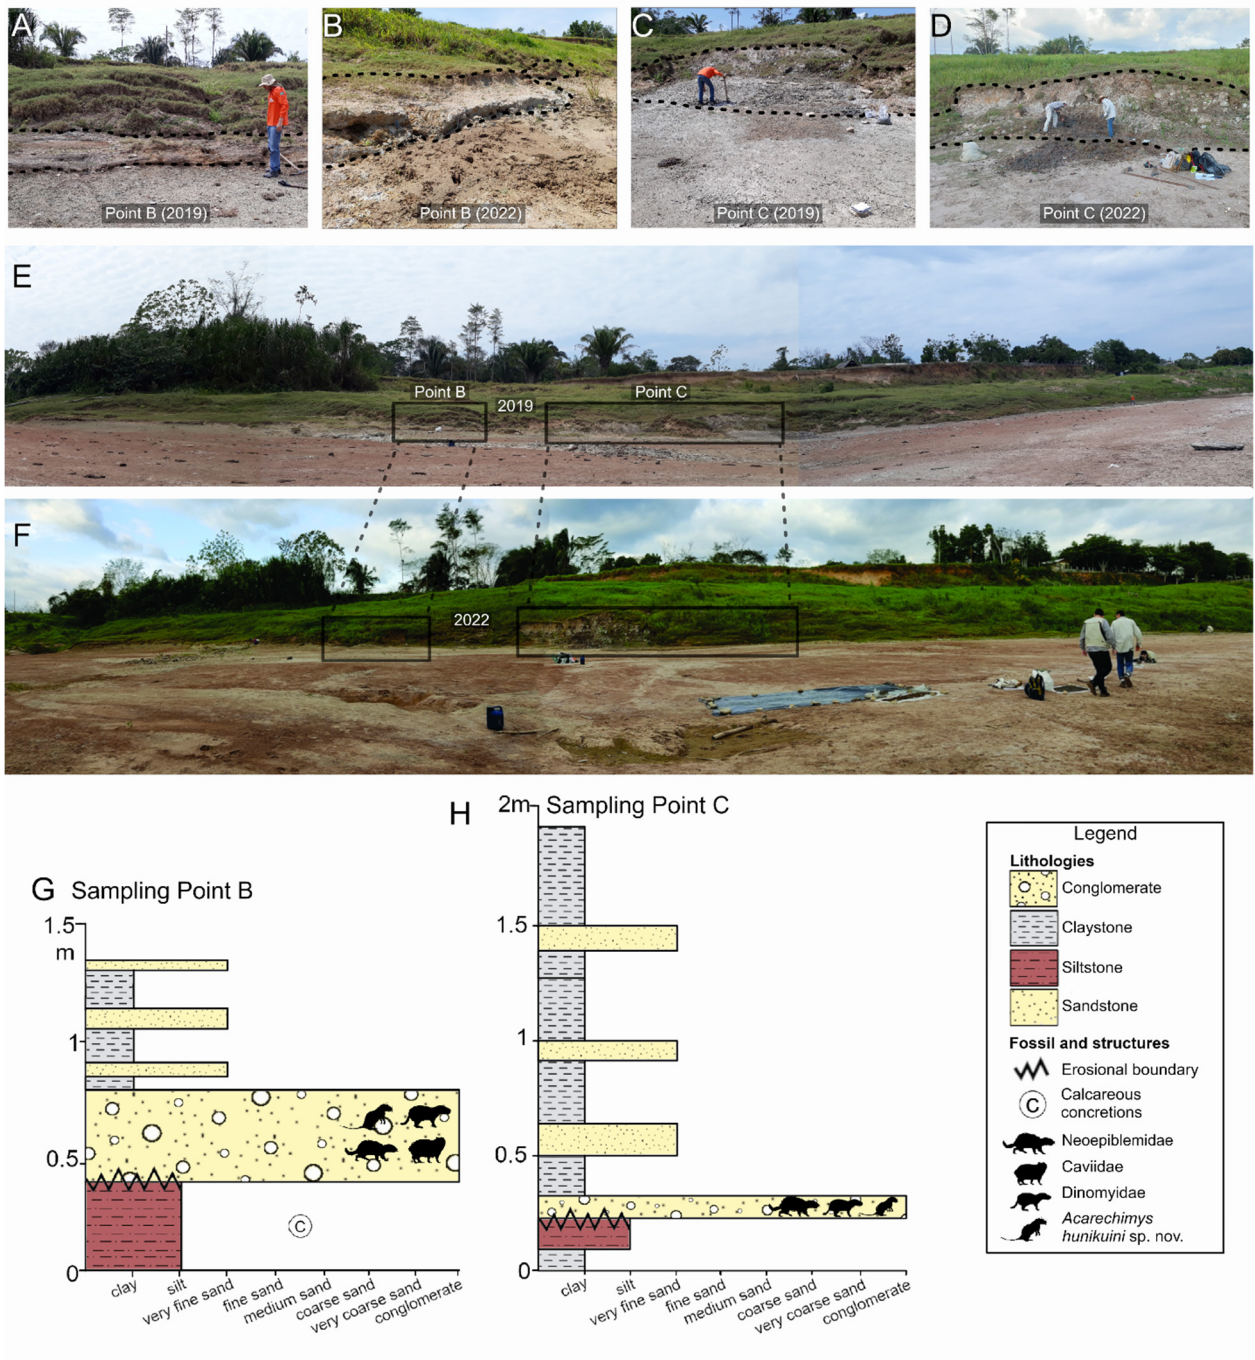 A
B
C
D
Point B (2019)
Point B (2022)
Point C (2019)
Point C (2022)
E
Point B
2019
Point C
F
2022
G Sampling Point B
1.5
m
1
0.5
0
C
clay
silt
very fine sand
fine sand
medium sand
coarse sand
very coarse sand
conglomerate
H
2m
Sampling Point C
1.5
1
0.5
0
clay
silt
very fine sand
fine sand
medium sand
coarse sand
very coarse sand
conglomerate
Legend
Lithologies
Conglomerate
Claystone
Siltstone
Sandstone
Fossil and structures
Erosional boundary
C
Calcareous
concretions
Neoepiblemidae
Caviidae
Dinomyidae
Acarechimys
hunikuini sp. nov.